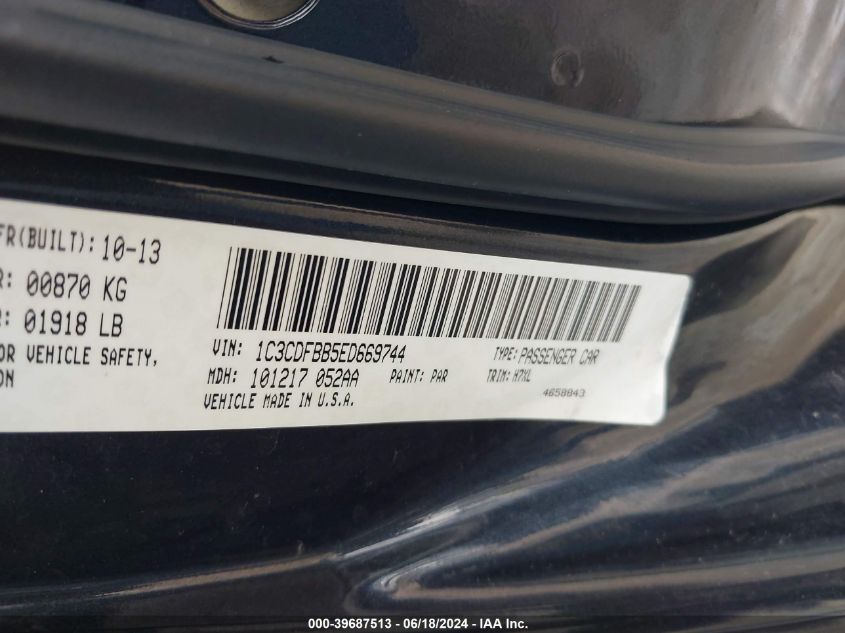 FR(BUILT): 10-13
R: 00870 KG
R: 01918 LB
OR VEHICLE SAFETY,
ON
VIN: 1C3CDFBB5ED669744
TYPE: PASSENGER CAR
MDH: 101217 052AA
PAINT: PAR
TRIM: H7XL
VEHICLE MADE IN U.S.A.
4658843
000-39687513 - 06/18/2024 - IAA Inc.